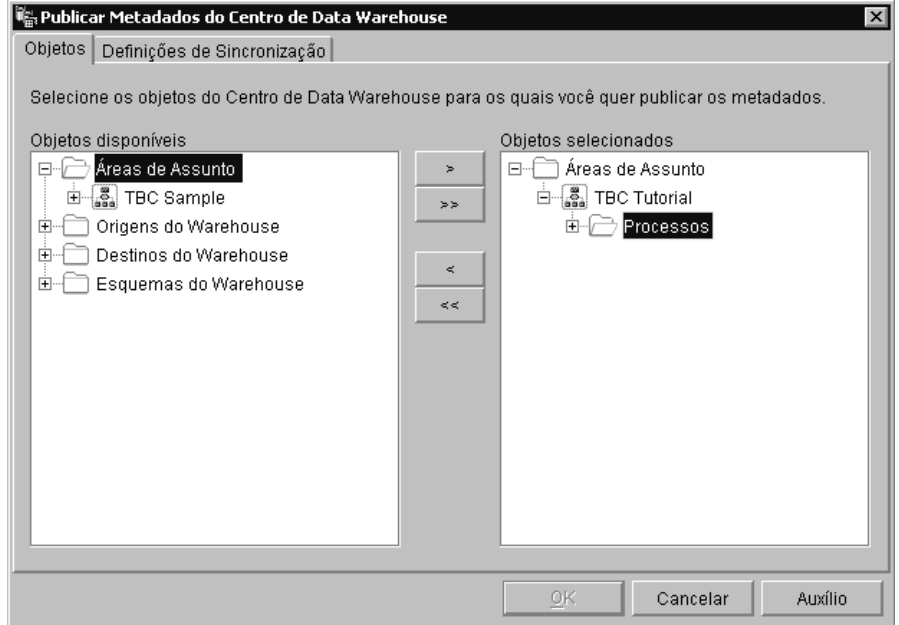 Publicar Metadados do Centro de Data Warehouse
Objetos
Definições de Sincronização
Selecione os objetos do Centro de Data Warehouse para os quais você quer publicar os metadados.
Objetos disponíveis
Áreas de Assunto
TBC Sample
Origens do Warehouse
Destinos do Warehouse
Esquemas do Warehouse
>
>>
<
<<
Objetos selecionados
Áreas de Assunto
TBC Tutorial
Processos
OK
Cancelar
Auxílio